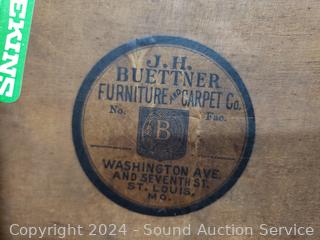 EKINS
J.H.
BUETTNER
FURNITURE AND CARPET Co.
No. Fac.
B
WASHINGTON AVE.
AND SEVENTH ST.
ST. LOUIS,
MO.
Copyright © 2024 - Sound Auction Service